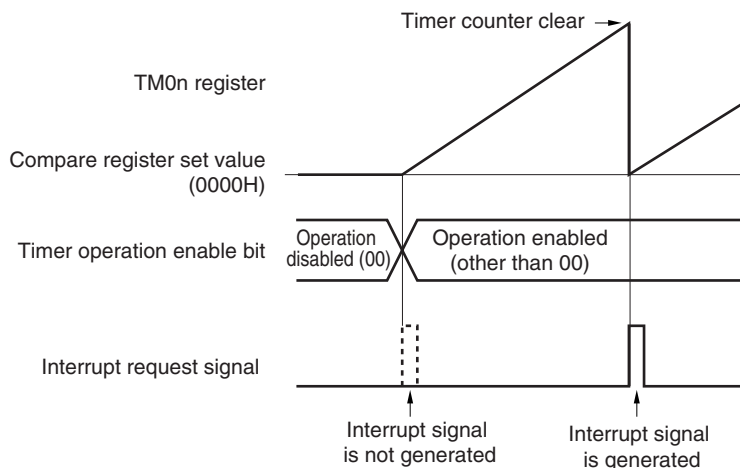 Timer counter clear
TM0n register
Compare register set value
(0000H)
Timer operation enable bit
Operation
disabled (00)
Operation enabled
(other than 00)
Interrupt request signal
Interrupt signal
is not generated
Interrupt signal
is generated